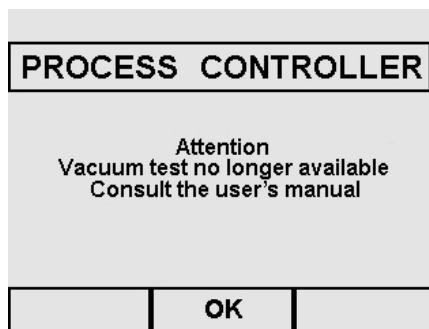 PROCESS CONTROLLER
Attention
Vacuum test no longer available
Consult the user's manual
OK